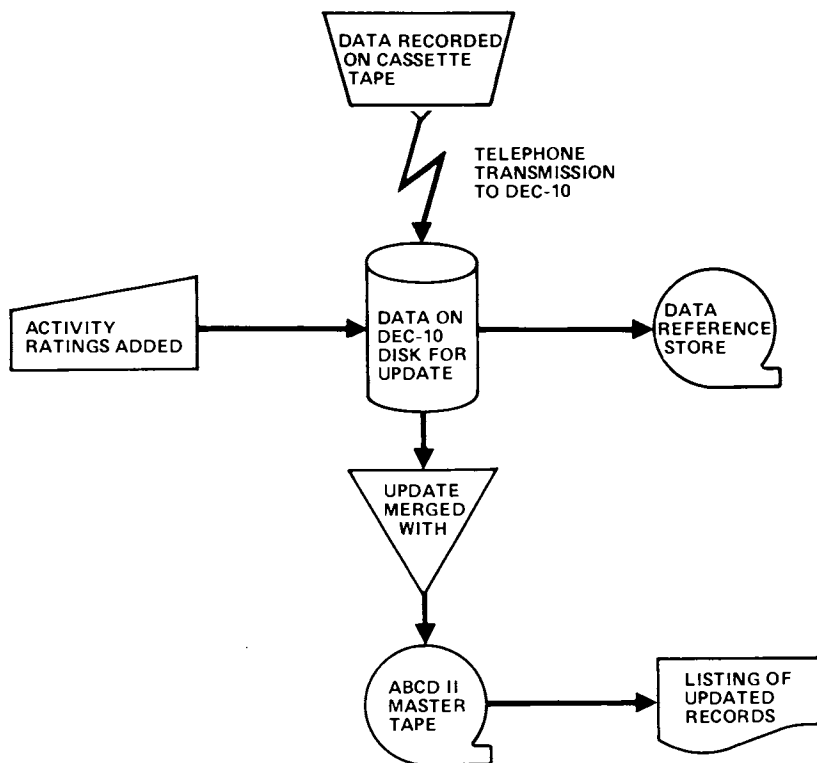 DATA RECORDED
ON CASSETTE
TAPE
TELEPHONE
TRANSMISSION
TO DEC-10
ACTIVITY
RATINGS ADDED
DATA ON
DEC-10
DISK FOR
UPDATE
DATA
REFERENCE
STORE
UPDATE
MERGED
WITH
ABCD II
MASTER
TAPE
LISTING OF
UPDATED
RECORDS